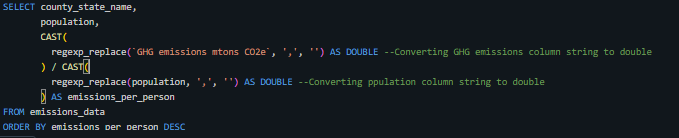 SELECT county_state_name,
population,
CAST(
regexp_replace(`GHG emissions mtons CO2e`, ',', '') AS DOUBLE --Converting GHG emissions column string to double
) / CAST(
regexp_replace(population, ',', '') AS DOUBLE --Converting ppulation column string to double
) AS emissions_per_person
FROM emissions_data
ORDER BY emissions_per_person DESC